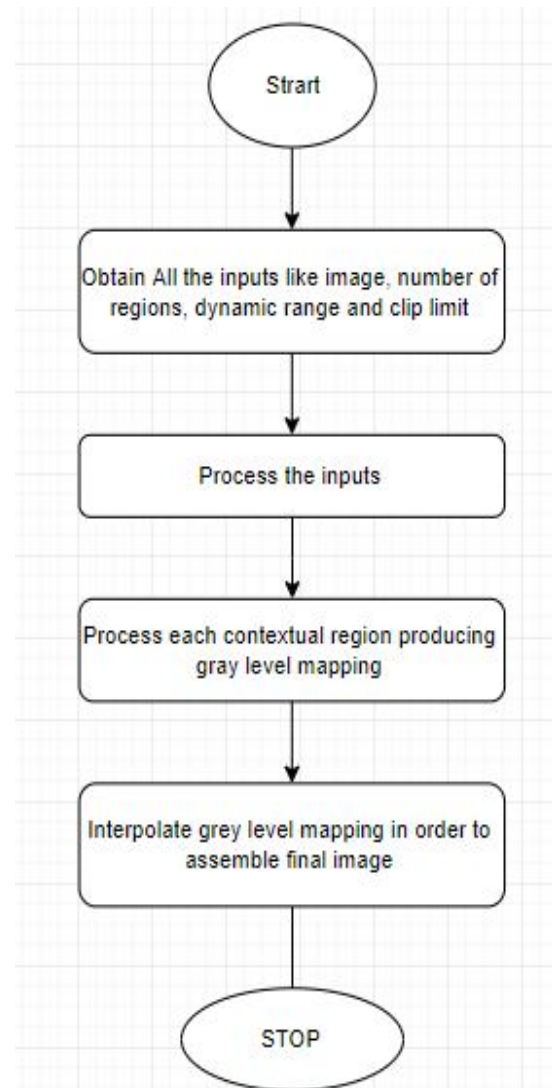 Strart
Obtain All the inputs like image, number of
regions, dynamic range and clip limit
Process the inputs
Process each contextual region producing
gray level mapping
Interpolate grey level mapping in order to
assemble final image
STOP